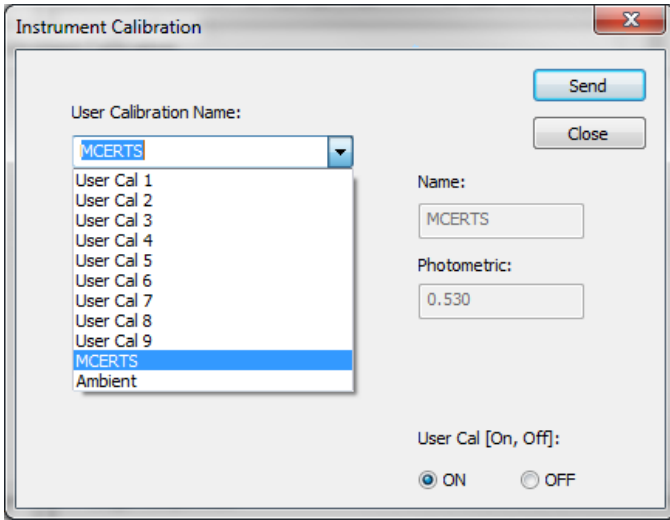 Instrument Calibration
Send
User Calibration Name:
Close
MCERTS
User Cal 1
User Cal 2
User Cal 3
User Cal 4
User Cal 5
User Cal 6
User Cal 7
User Cal 8
User Cal 9
MCERTS
Ambient
Name:
MCERTS
Photometric:
0.530
User Cal [On, Off]:
ON OFF